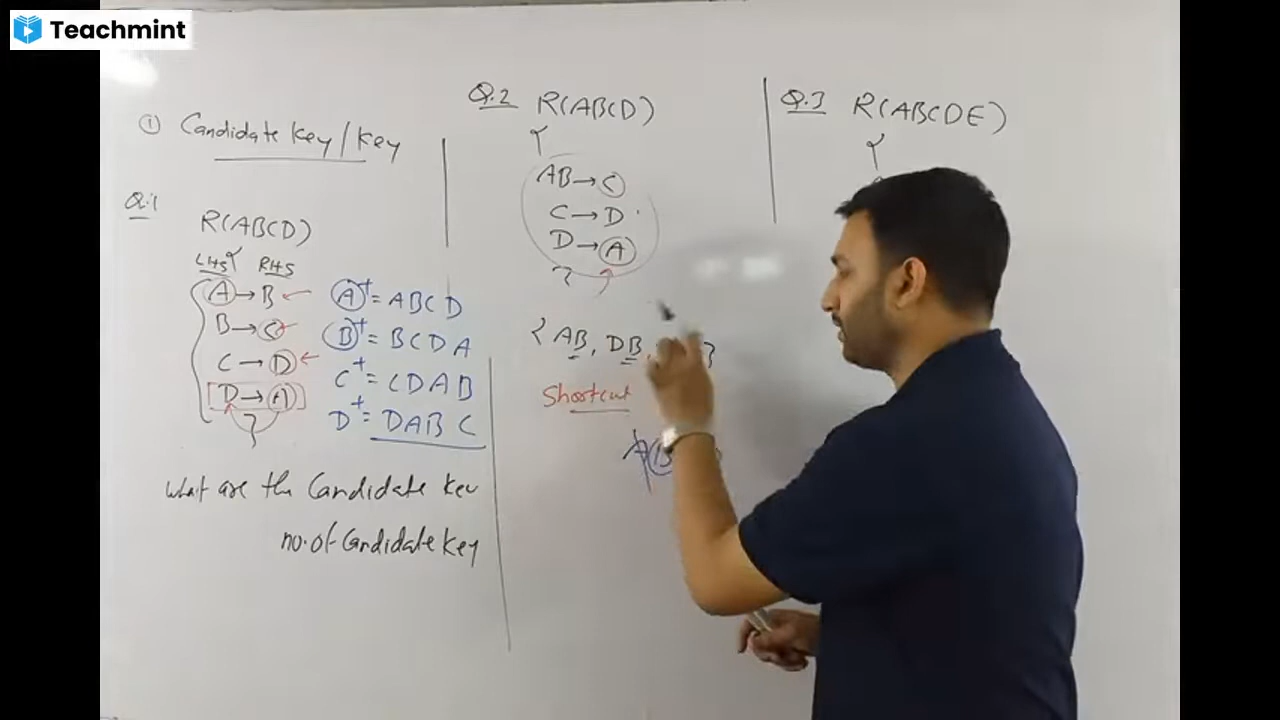 Teachmint
① Candidate Key/Key
Q.1
R(ABCD)
LHS { RHS
A→B
B→C
C→D
[D→A]
}
A⁺= ABCD
B⁺= BCDA
C⁺= CDAB
D⁺= DABC
What are the Candidate Key
no. of Candidate Key
Q.2 R(ABCD)
{
AB→C
C→D
D→A
}
{ AB, DB,
Shortcut
AB
Q.3 R(ABCDE)
{